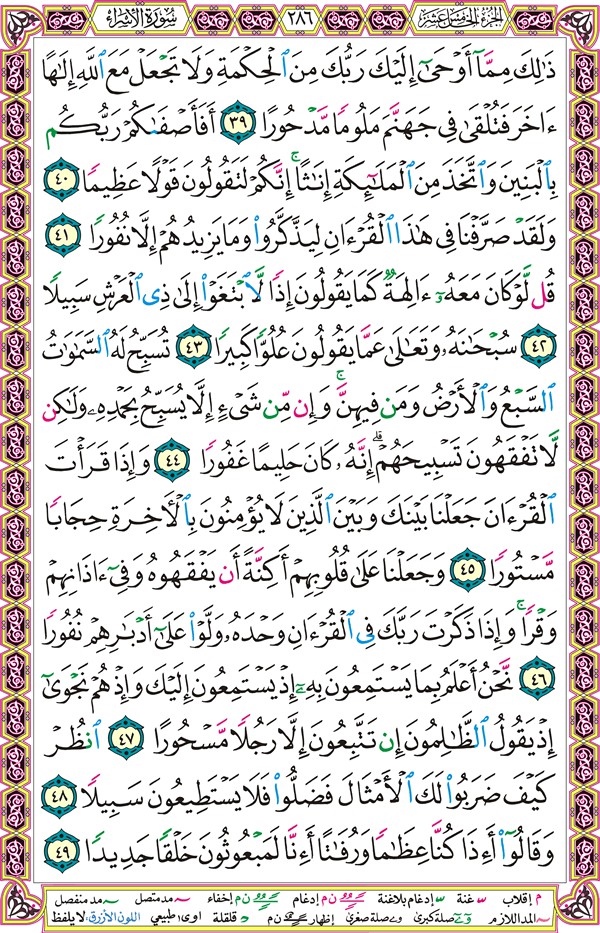 الجزء الخامس عشر ٢٨٦ سُورَةُ الْإِسْرَاءِ
ذَٰلِكَ مِمَّآ أَوْحَىٰٓ إِلَيْكَ رَبُّكَ مِنَ ٱلْحِكْمَةِ وَلَا تَجْعَلْ مَعَ ٱللَّهِ إِلَٰهًا
ءَاخَرَ فَتُلْقَىٰ فِى جَهَنَّمَ مَلُومًا مَّدْحُورًا ٣٩ أَفَأَصْفَىٰكُمْ رَبُّكُم
بِٱلْبَنِينَ وَٱتَّخَذَ مِنَ ٱلْمَلَٰٓئِكَةِ إِنَٰثًا ۚ إِنَّكُمْ لَتَقُولُونَ قَوْلًا عَظِيمًا ٤٠
وَلَقَدْ صَرَّفْنَا فِى هَٰذَا ٱلْقُرْءَانِ لِيَذَّكَّرُوا۟ وَمَا يَزِيدُهُمْ إِلَّا نُفُورًا ٤١
قُل لَّوْ كَانَ مَعَهُۥٓ ءَالِهَةٌ كَمَا يَقُولُونَ إِذًا لَّٱبْتَغَوْا۟ إِلَىٰ ذِى ٱلْعَرْشِ سَبِيلًا
٤٢ سُبْحَٰنَهُۥ وَتَعَٰلَىٰ عَمَّا يَقُولُونَ عُلُوًّا كَبِيرًا ٤٣ تُسَبِّحُ لَهُ ٱلسَّمَٰوَٰتُ
ٱلسَّبْعُ وَٱلْأَرْضُ وَمَن فِيهِنَّ ۚ وَإِن مِّن شَىْءٍ إِلَّا يُسَبِّحُ بِحَمْدِهِۦ وَلَٰكِن
لَّا تَفْقَهُونَ تَسْبِيحَهُمْ ۗ إِنَّهُۥ كَانَ حَلِيمًا غَفُورًا ٤٤ وَإِذَا قَرَأْتَ
ٱلْقُرْءَانَ جَعَلْنَا بَيْنَكَ وَبَيْنَ ٱلَّذِينَ لَا يُؤْمِنُونَ بِٱلْءَاخِرَةِ حِجَابًا
مَّسْتُورًا ٤٥ وَجَعَلْنَا عَلَىٰ قُلُوبِهِمْ أَكِنَّةً أَن يَفْقَهُوهُ وَفِىٓ ءَاذَانِهِمْ
وَقْرًا ۚ وَإِذَا ذَكَرْتَ رَبَّكَ فِى ٱلْقُرْءَانِ وَحْدَهُۥ وَلَّوْا۟ عَلَىٰٓ أَدْبَٰرِهِمْ نُفُورًا
٤٦ نَّحْنُ أَعْلَمُ بِمَا يَسْتَمِعُونَ بِهِۦٓ إِذْ يَسْتَمِعُونَ إِلَيْكَ وَإِذْ هُمْ نَجْوَىٰٓ
إِذْ يَقُولُ ٱلظَّٰلِمُونَ إِن تَتَّبِعُونَ إِلَّا رَجُلًا مَّسْحُورًا ٤٧ ٱنظُرْ
كَيْفَ ضَرَبُوا۟ لَكَ ٱلْأَمْثَالَ فَضَلُّوا۟ فَلَا يَسْتَطِيعُونَ سَبِيلًا ٤٨
وَقَالُوٓا۟ أَءِذَا كُنَّا عِظَٰمًا وَرُفَٰتًا أَءِنَّا لَمَبْعُوثُونَ خَلْقًا جَدِيدًا ٤٩
م إقلاب غنة إدغام بلاغنة ن م إدغام ن م إخفاء مد متصل مد منفصل
المد اللازم صلة كبرى صلة صغرى إظهار ن م قلقلة اوى: طبيعي اللون الأزرق: لا يلفظ